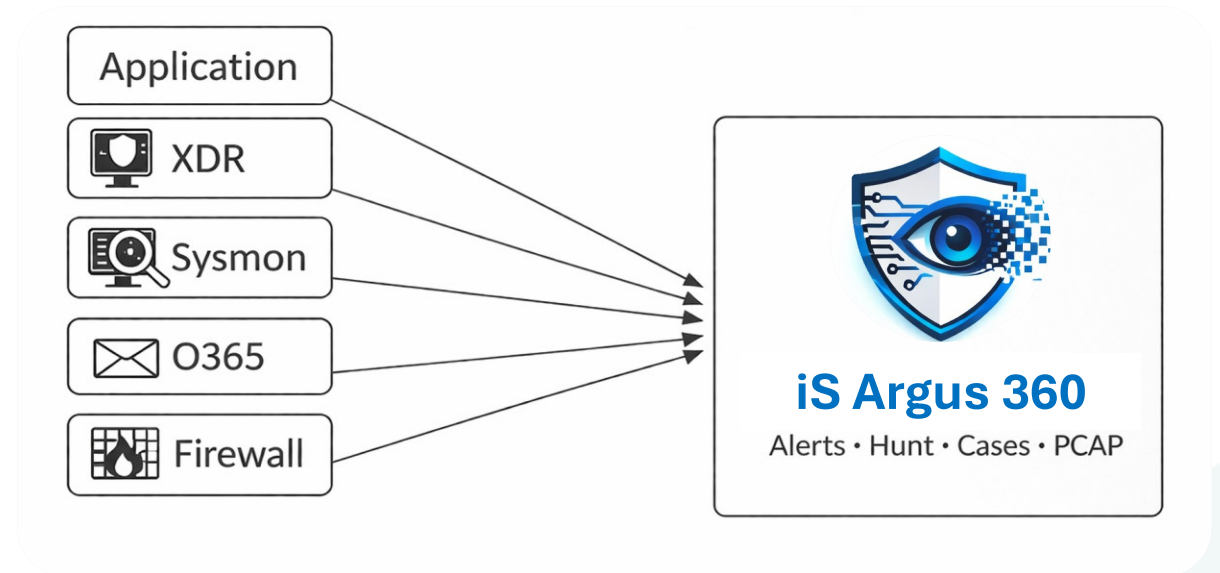 Application
XDR
Sysmon
O365
Firewall
iS Argus 360
Alerts • Hunt • Cases • PCAP